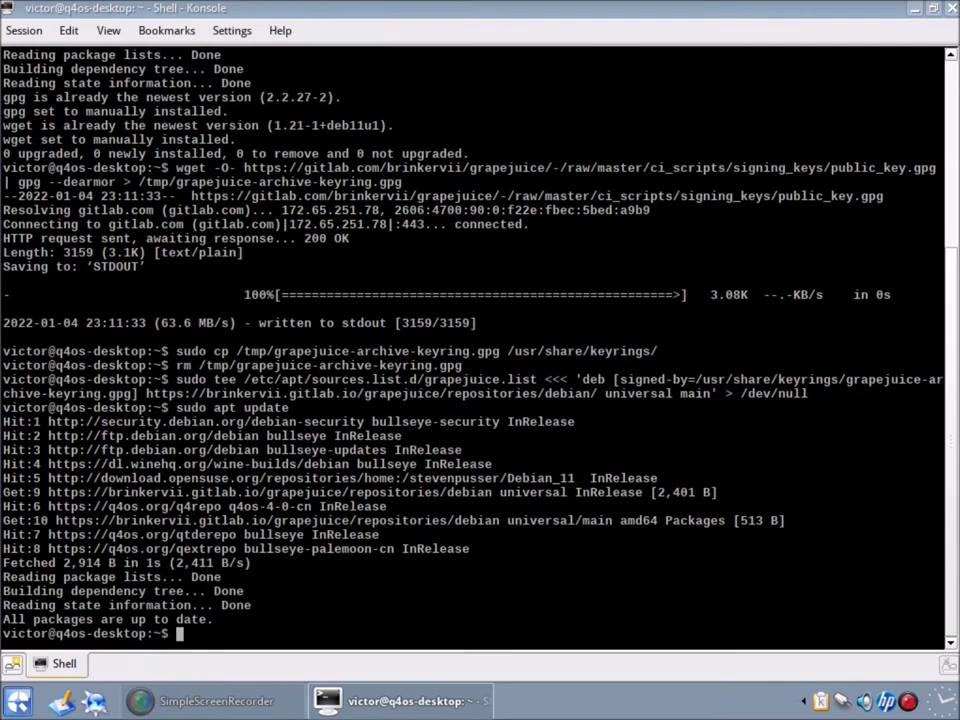 victor@q4os-desktop: ~ - Shell - Konsole
Session Edit View Bookmarks Settings Help
Reading package lists... Done
Building dependency tree... Done
Reading state information... Done
gpg is already the newest version (2.2.27-2).
gpg set to manually installed.
wget is already the newest version (1.21-1+deb11u1).
wget set to manually installed.
0 upgraded, 0 newly installed, 0 to remove and 0 not upgraded.
victor@q4os-desktop:~$ wget -O- https://gitlab.com/brinkervii/grapejuice/-/raw/master/ci_scripts/signing_keys/public_key.gpg
| gpg --dearmor > /tmp/grapejuice-archive-keyring.gpg
--2022-01-04 23:11:33--  https://gitlab.com/brinkervii/grapejuice/-/raw/master/ci_scripts/signing_keys/public_key.gpg
Resolving gitlab.com (gitlab.com)... 172.65.251.78, 2606:4700:90:0:f22e:fbec:5bed:a9b9
Connecting to gitlab.com (gitlab.com)|172.65.251.78|:443... connected.
HTTP request sent, awaiting response... 200 OK
Length: 3159 (3.1K) [text/plain]
Saving to: ‘STDOUT’
- 100%[===================================================>] 3.08K --.-KB/s in 0s
2022-01-04 23:11:33 (63.6 MB/s) - written to stdout [3159/3159]
victor@q4os-desktop:~$ sudo cp /tmp/grapejuice-archive-keyring.gpg /usr/share/keyrings/
victor@q4os-desktop:~$ rm /tmp/grapejuice-archive-keyring.gpg
victor@q4os-desktop:~$ sudo tee /etc/apt/sources.list.d/grapejuice.list <<< 'deb [signed-by=/usr/share/keyrings/grapejuice-ar
chive-keyring.gpg] https://brinkervii.gitlab.io/grapejuice/repositories/debian/ universal main' > /dev/null
victor@q4os-desktop:~$ sudo apt update
Hit:1 http://security.debian.org/debian-security bullseye-security InRelease
Hit:2 http://ftp.debian.org/debian bullseye InRelease
Hit:3 http://ftp.debian.org/debian bullseye-updates InRelease
Hit:4 https://dl.winehq.org/wine-builds/debian bullseye InRelease
Hit:5 http://download.opensuse.org/repositories/home:/stevenpusser/Debian_11  InRelease
Get:9 https://brinkervii.gitlab.io/grapejuice/repositories/debian universal InRelease [2,401 B]
Hit:6 https://q4os.org/q4repo q4os-4-0-cn InRelease
Get:10 https://brinkervii.gitlab.io/grapejuice/repositories/debian universal/main amd64 Packages [513 B]
Hit:7 https://q4os.org/qtderepo bullseye InRelease
Hit:8 https://q4os.org/qextrepo bullseye-palemoon-cn InRelease
Fetched 2,914 B in 1s (2,411 B/s)
Reading package lists... Done
Building dependency tree... Done
Reading state information... Done
All packages are up to date.
victor@q4os-desktop:~$
Shell
SimpleScreenRecorder victor@q4os-desktop: ~ - S